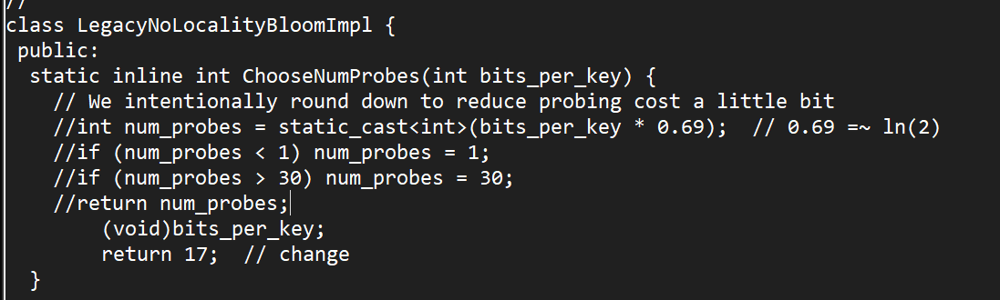 //
class LegacyNoLocalityBloomImpl {
 public:
  static inline int ChooseNumProbes(int bits_per_key) {
    // We intentionally round down to reduce probing cost a little bit
    //int num_probes = static_cast<int>(bits_per_key * 0.69);  // 0.69 =~ ln(2)
    //if (num_probes < 1) num_probes = 1;
    //if (num_probes > 30) num_probes = 30;
    //return num_probes;
        (void)bits_per_key;
        return 17;  // change
  }